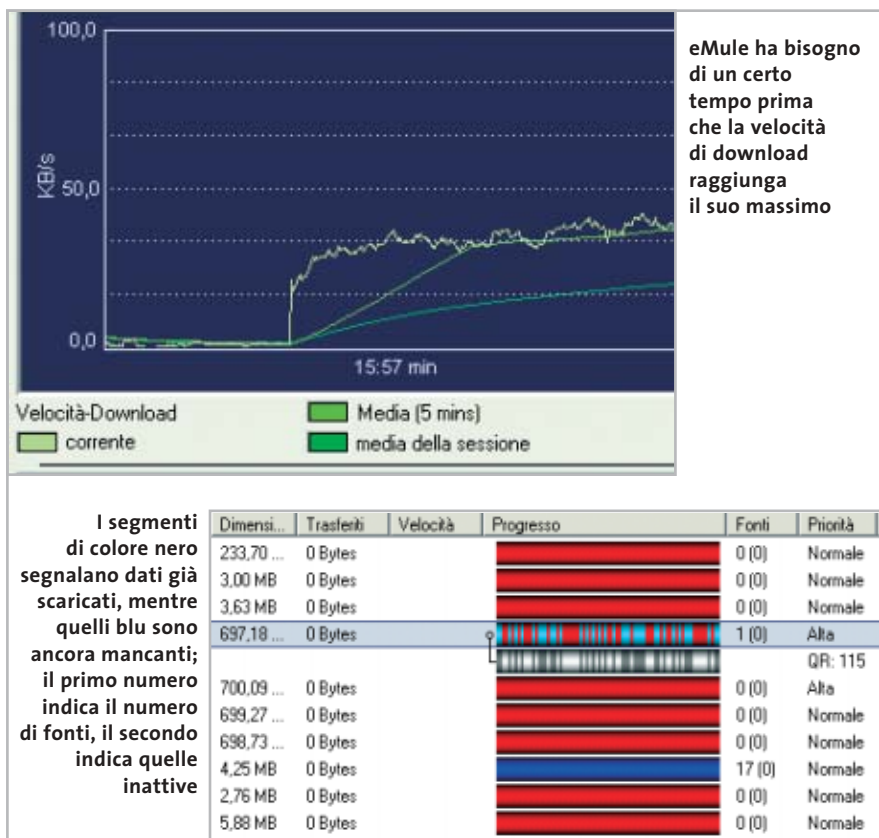 100,0
KB/s
50,0
0,0
15:57 min
Velocità-Download
Media (5 mins)
corrente
media della sessione
eMule ha bisogno
di un certo
tempo prima
che la velocità
di download
raggiunga
il suo massimo
I segmenti
di colore nero
segnalano dati già
scaricati, mentre
quelli blu sono
ancora mancanti;
il primo numero
indica il numero
di fonti, il secondo
indica quelle
inattive
Dimensi... Trasferiti Velocità Progresso Fonti Priorità
233,70 ... 0 Bytes 0 (0) Normale
3,00 MB 0 Bytes 0 (0) Normale
3,63 MB 0 Bytes 0 (0) Normale
697,18 ... 0 Bytes 1 (0) Alta
QR: 115
700,09 ... 0 Bytes 0 (0) Alta
699,27 ... 0 Bytes 0 (0) Normale
698,73 ... 0 Bytes 0 (0) Normale
4,25 MB 0 Bytes 17 (0) Normale
2,76 MB 0 Bytes 0 (0) Normale
5,88 MB 0 Bytes 0 (0) Normale